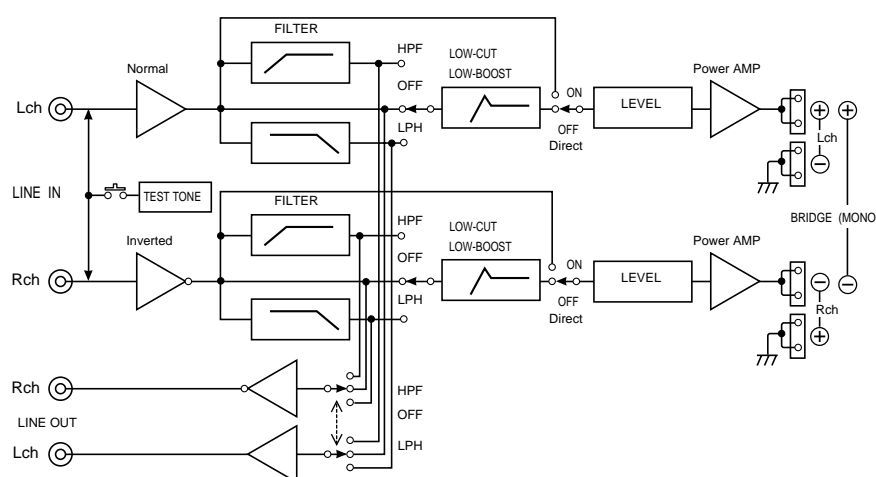 FILTER
HPF
LOW-CUT
LOW-BOOST
Normal
OFF
ON
LEVEL
Power AMP
Lch
LPH
OFF
Direct
+
+
Lch
−
LINE IN
TEST TONE
BRIDGE (MONO
FILTER
HPF
LOW-CUT
LOW-BOOST
Inverted
OFF
ON
LEVEL
Power AMP
Rch
LPH
OFF
Direct
−
−
Rch
+
Rch
HPF
OFF
LINE OUT
LPH
Lch